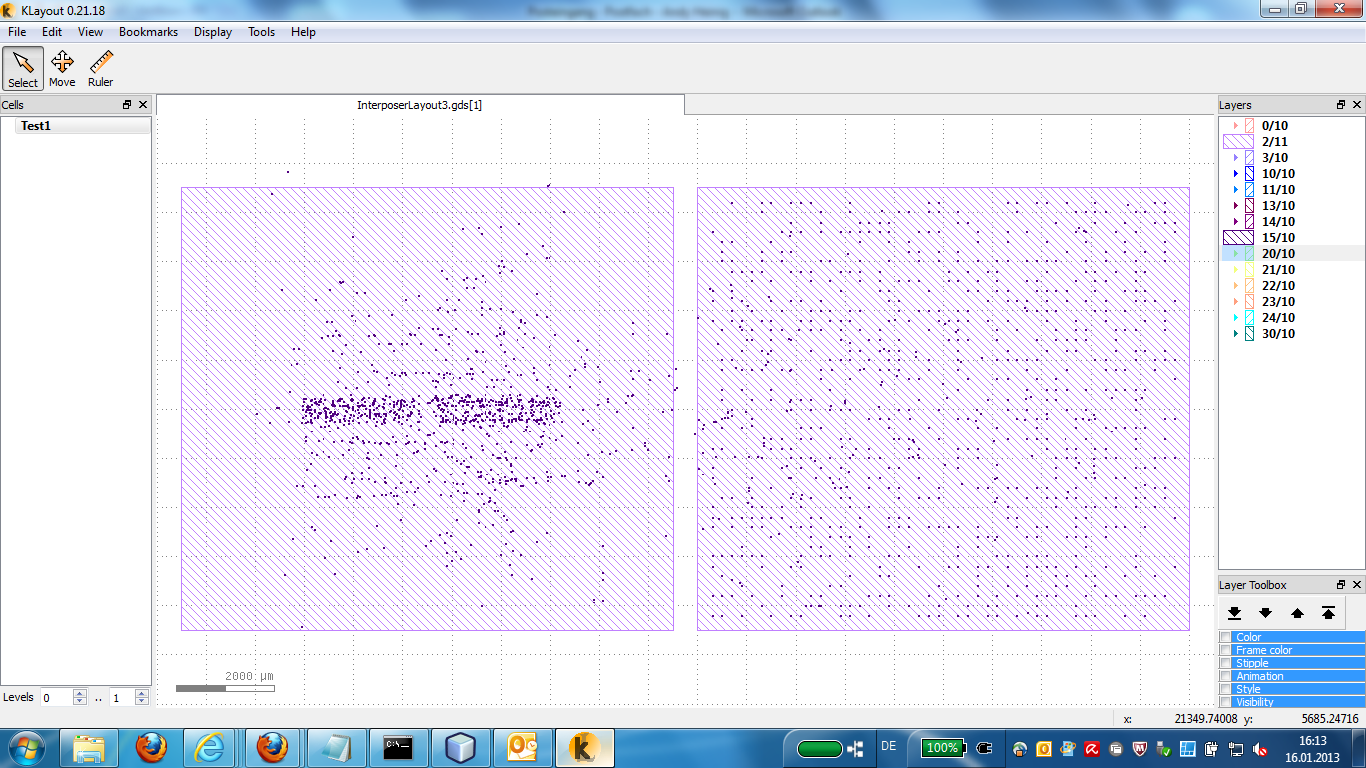 KLayout 0.21.18
File Edit View Bookmarks Display Tools Help
Select Move Ruler
Cells
InterposerLayout3.gds[1]
Layers
Test1
0/10
2/11
3/10
10/10
11/10
13/10
14/10
15/10
20/10
21/10
22/10
23/10
24/10
30/10
Layer Toolbox
Color
Frame color
Stipple
Animation
Style
Visibility
2000 µm
Levels 0 .. 1
x: 21349.74008 y: 5685.24716
C:\_
DE
100%
16:13
16.01.2013